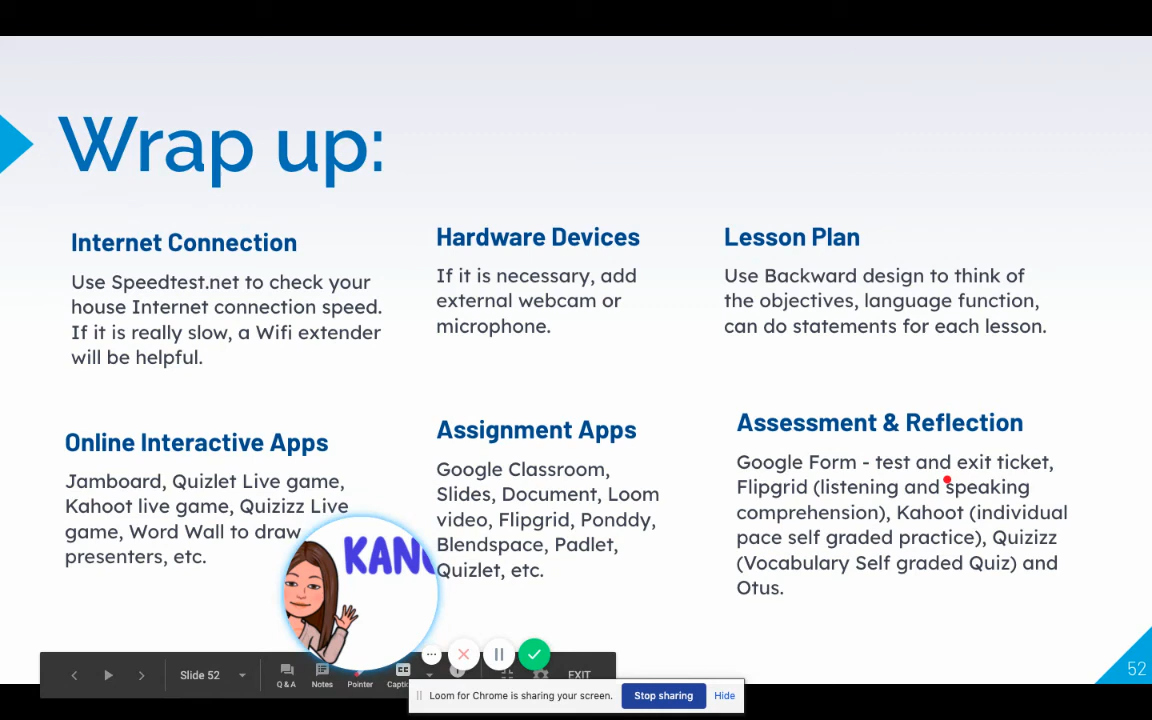 Wrap up:
Internet Connection
Use Speedtest.net to check your
house Internet connection speed.
If it is really slow, a Wifi extender
will be helpful.
Hardware Devices
If it is necessary, add
external webcam or
microphone.
Lesson Plan
Use Backward design to think of
the objectives, language function,
can do statements for each lesson.
Online Interactive Apps
Jamboard, Quizlet Live game,
Kahoot live game, Quizizz Live
game, Word Wall to draw
presenters, etc.
Assignment Apps
Google Classroom,
Slides, Document, Loom
video, Flipgrid, Ponddy,
Blendspace, Padlet,
Quizlet, etc.
Assessment & Reflection
Google Form - test and exit ticket,
Flipgrid (listening and speaking
comprehension), Kahoot (individual
pace self graded practice), Quizizz
(Vocabulary Self graded Quiz) and
Otus.
52
Slide 52
Q & A
Notes
Pointer
EXIT
Loom for Chrome is sharing your screen.
Stop sharing
Hide